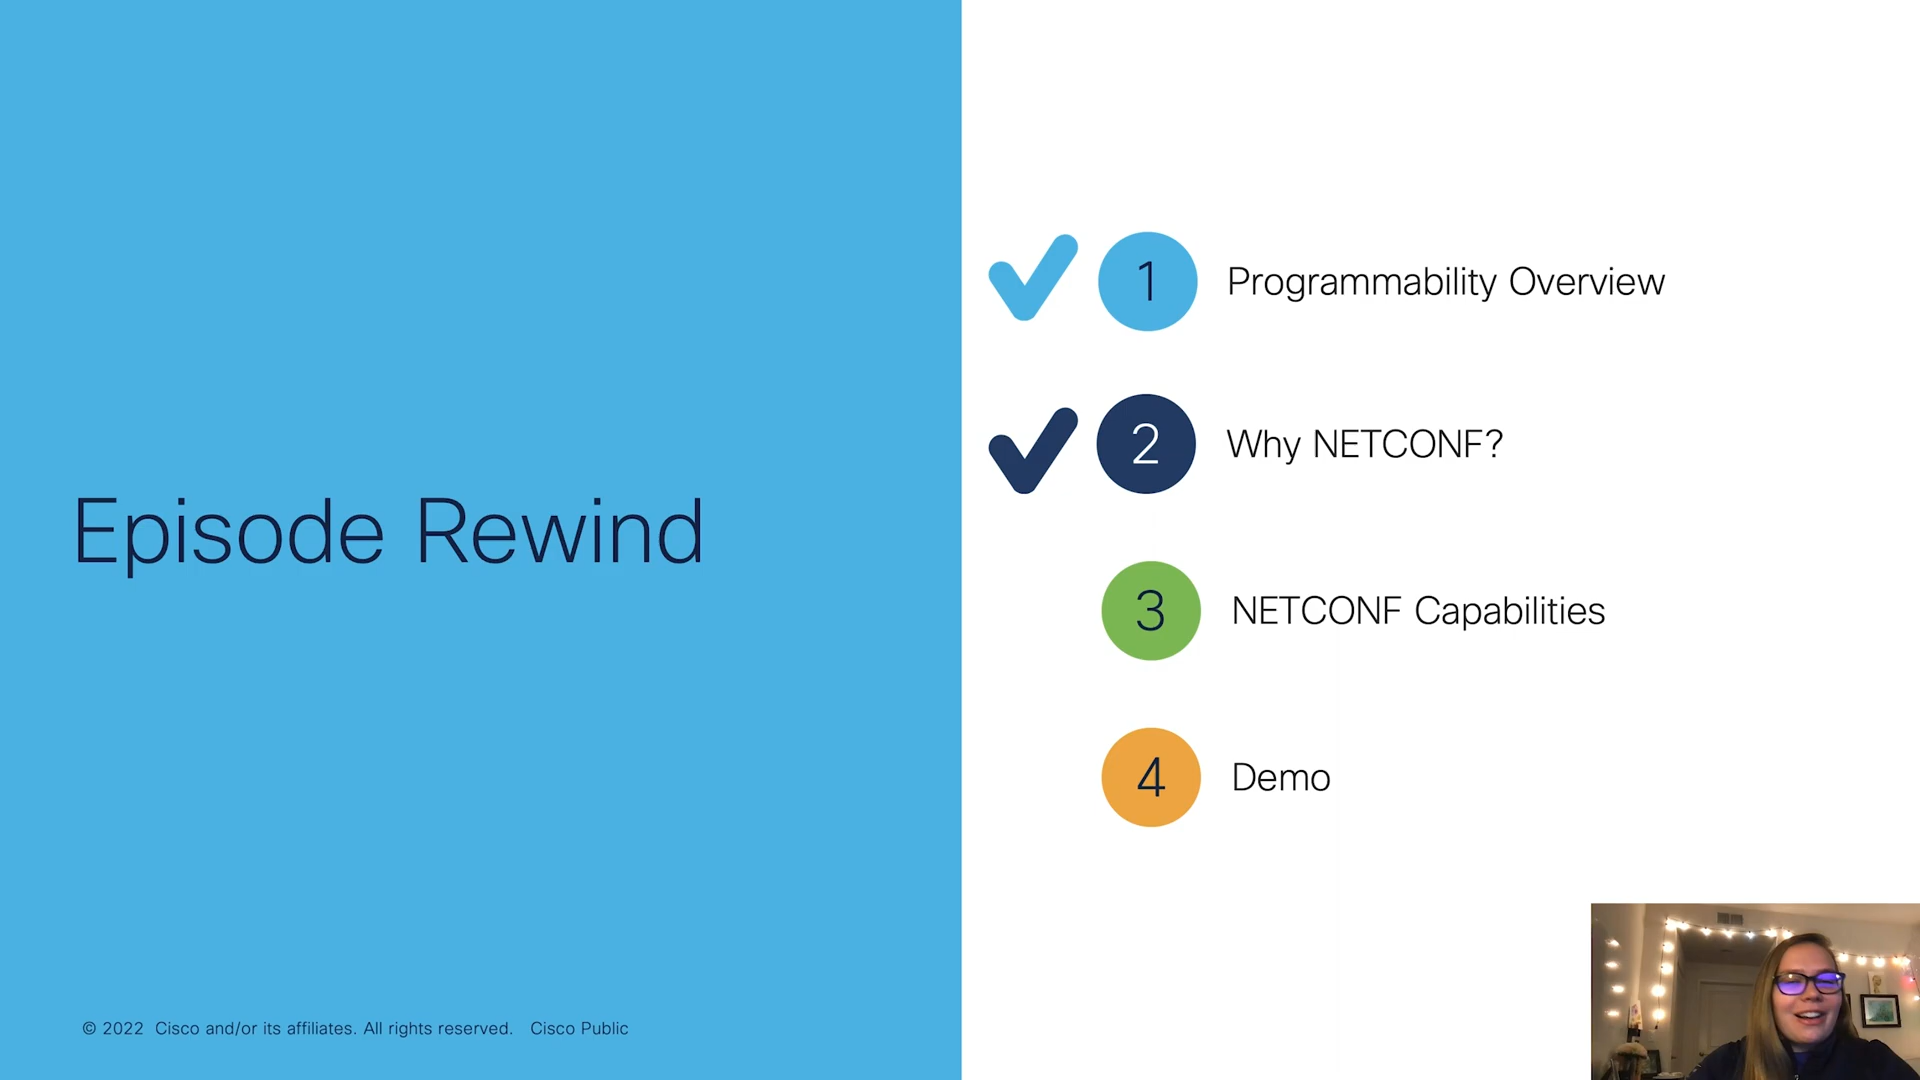 Episode Rewind
1 Programmability Overview
2 Why NETCONF?
3 NETCONF Capabilities
4 Demo
© 2022 Cisco and/or its affiliates. All rights reserved. Cisco Public